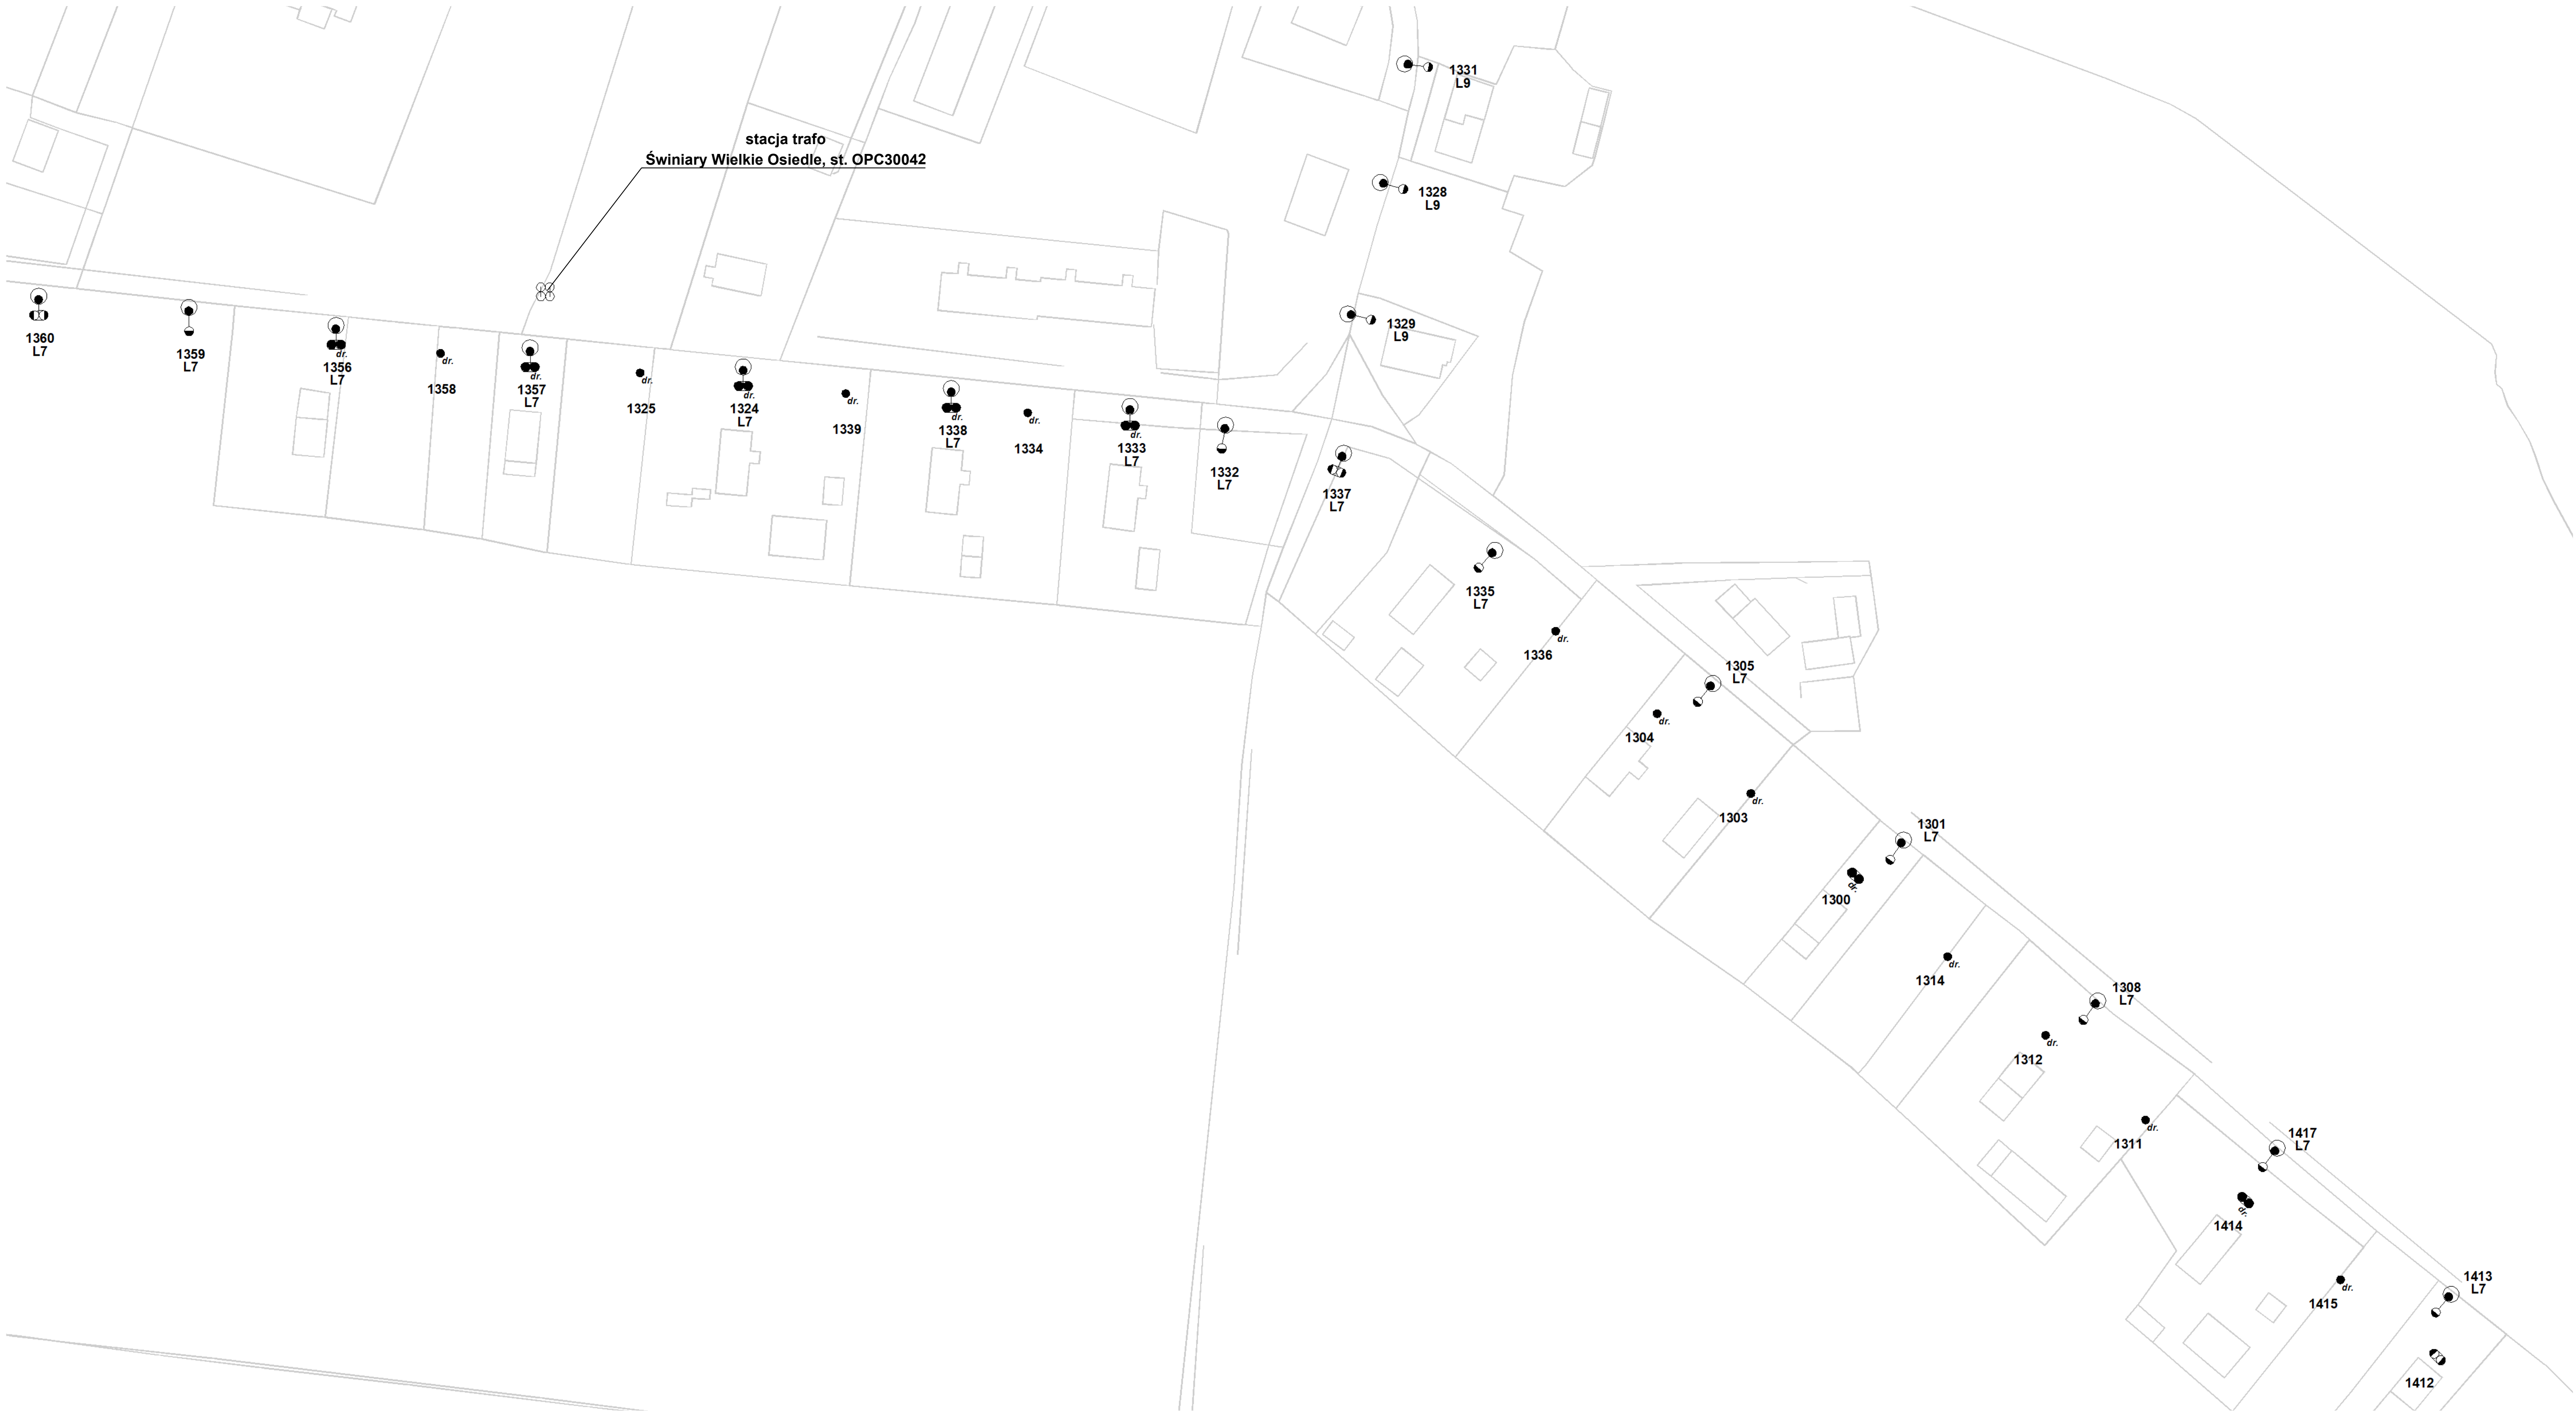 1331
L9
stacja trafo
Świniary Wielkie Osiedle, st. OPC30042
1328
L9
1329
L9
1360
L7
1359
L7
dr.
1356
L7
dr.
1358
dr.
1357
L7
dr.
1325
dr.
1324
L7
dr.
1339
dr.
1338
L7
dr.
1334
dr.
1333
L7
1332
L7
1337
L7
1335
L7
dr.
1336
1305
L7
dr.
1304
dr.
1303
1301
L7
dr.
1300
dr.
1314
1308
L7
dr.
1312
dr.
1311
1417
L7
dr.
1414
dr.
1415
1413
L7
1412